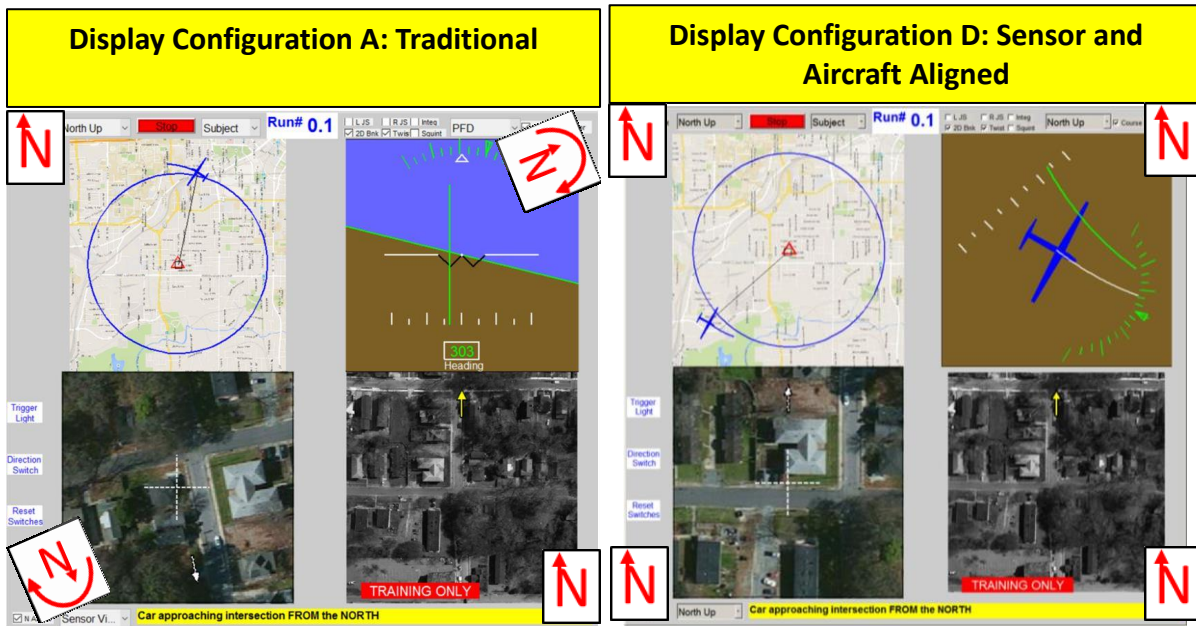 Display Configuration A: Traditional
N
North Up
Stop
Subject
Run# 0.1
L JS
R JS
Integ
2D Bnk
Twist
Squint
PFD
N
303
Heading
Trigger
Light
Direction
Switch
Reset
Switches
N
TRAINING ONLY
N
Sensor Vi...
Car approaching intersection FROM the NORTH
Display Configuration D: Sensor and
Aircraft Aligned
N
North Up
Stop
Subject
Run# 0.1
L JS
R JS
Integ
2D Bnk
Twist
Squint
North Up
Course
N
Trigger
Light
Direction
Switch
Reset
Switches
N
TRAINING ONLY
N
North Up
Car approaching intersection FROM the NORTH